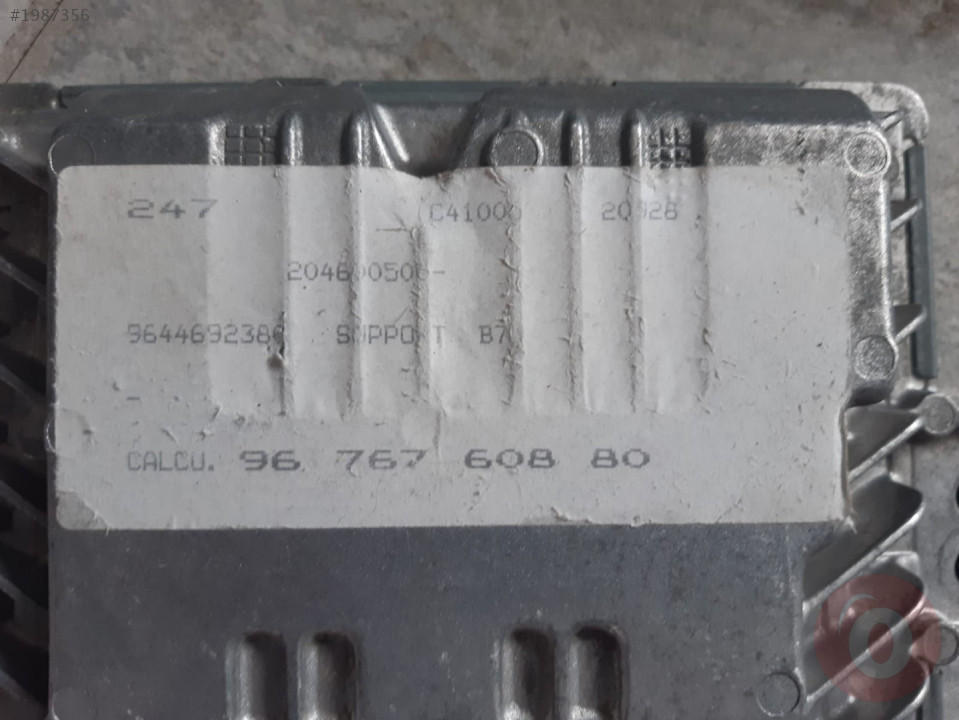 #1987356
247 C41000 20928
204600500-
9644692380 SUPPORT B7
-
CALCU. 96 767 608 80